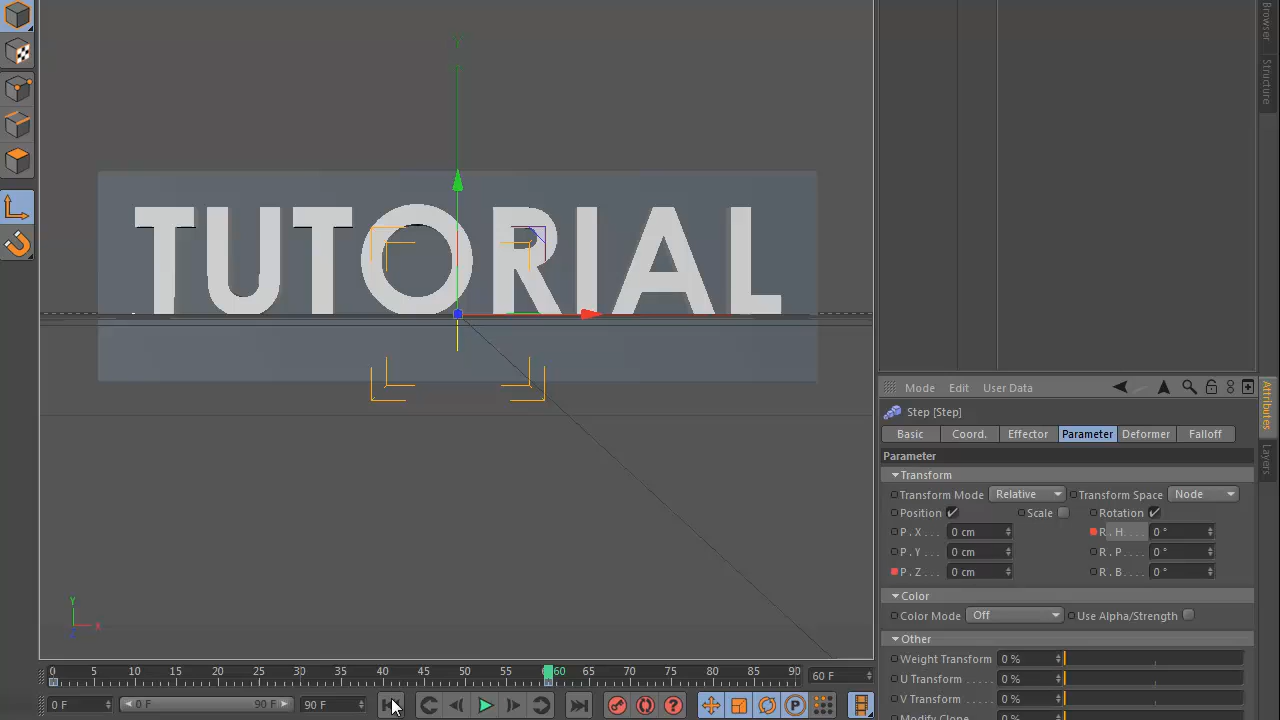 Browser
Structure
Y
TUTORIAL
Mode Edit User Data
Attributes
Layers
Step [Step]
Basic Coord. Effector Parameter Deformer Falloff
Parameter
Transform
Transform Mode Relative Transform Space Node
Position Scale Rotation
P . X . . . 0 cm R . H. . . . 0 °
P . Y . . . 0 cm R . P. . . . 0 °
P . Z . . . 0 cm R . B. . . . 0 °
Color
Color Mode Off Use Alpha/Strength
Other
Weight Transform 0 %
U Transform . . . . 0 %
V Transform . . . . 0 %
Modify Clone
Y
X
Z
0 5 10 15 20 25 30 35 40 45 50 55 60 65 70 75 80 85 90 60 F
0 F 0 F 90 F 90 F
P